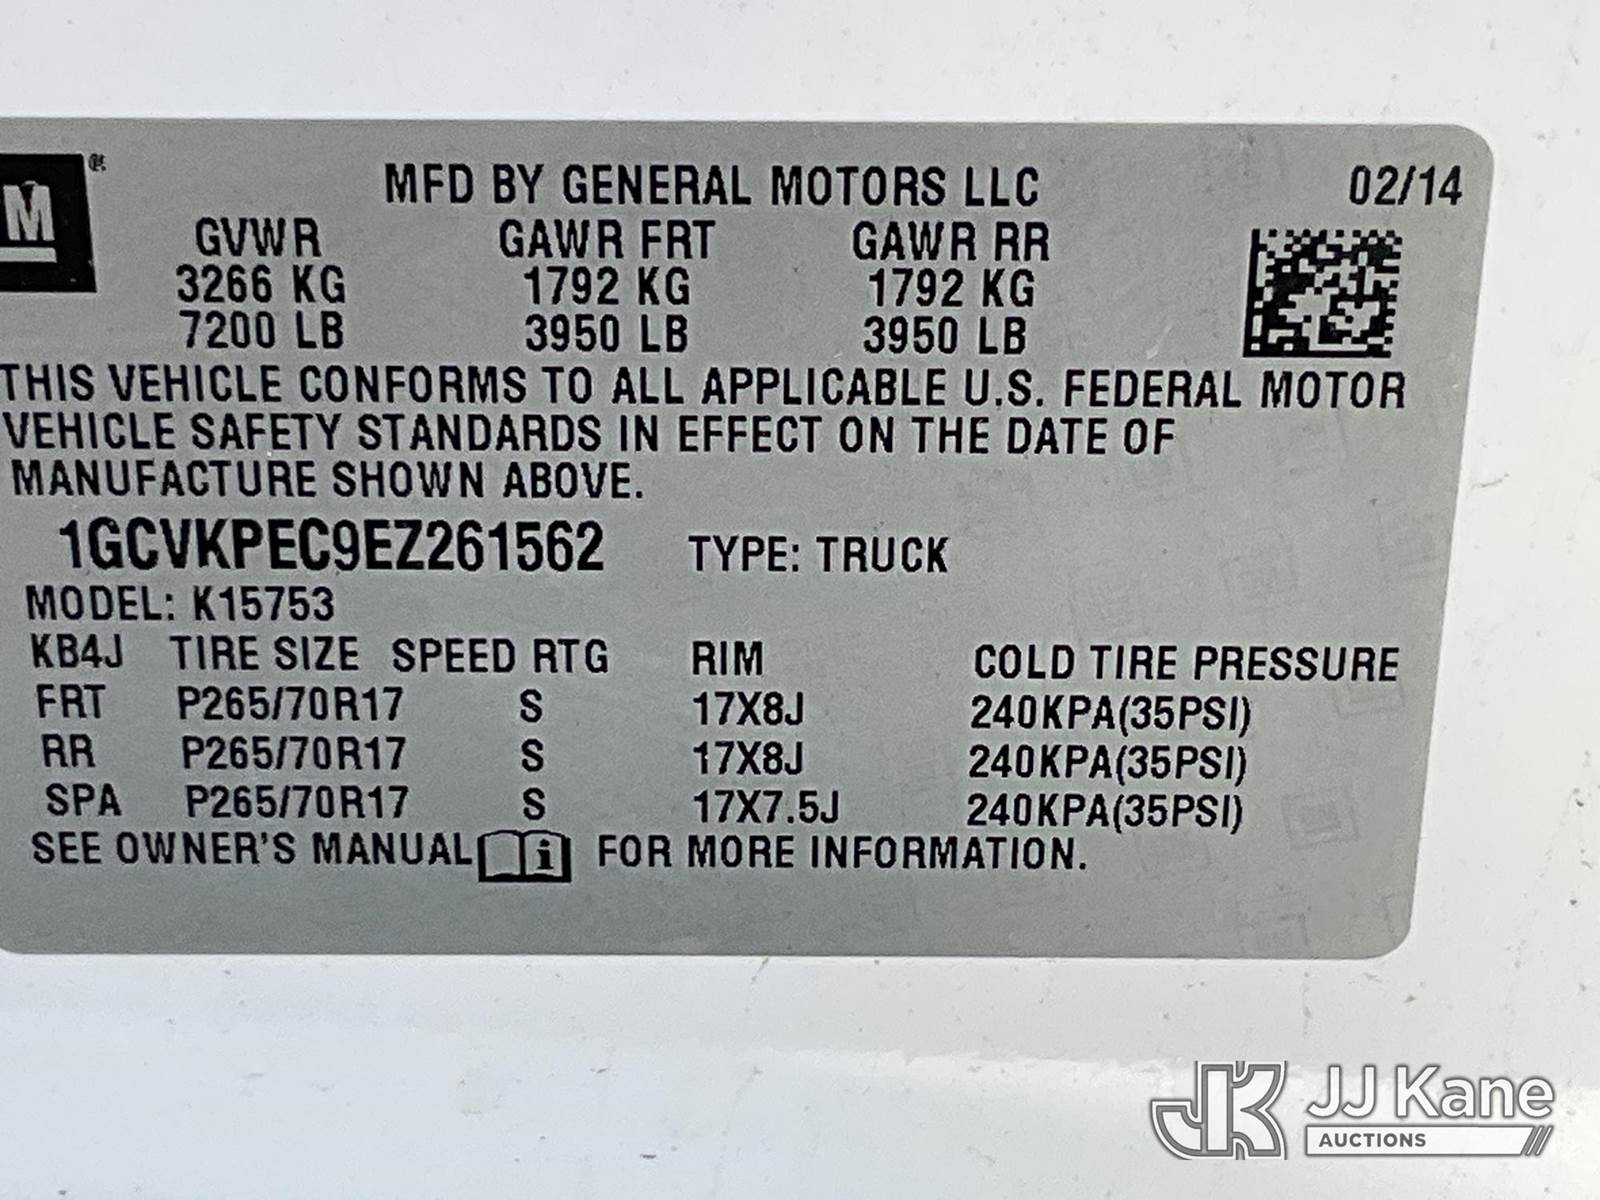 M ®
MFD BY GENERAL MOTORS LLC 02/14
GVWR GAWR FRT GAWR RR
3266 KG 1792 KG 1792 KG
7200 LB 3950 LB 3950 LB
THIS VEHICLE CONFORMS TO ALL APPLICABLE U.S. FEDERAL MOTOR
VEHICLE SAFETY STANDARDS IN EFFECT ON THE DATE OF
MANUFACTURE SHOWN ABOVE.
1GCVKPEC9EZ261562 TYPE: TRUCK
MODEL: K15753
KB4J TIRE SIZE SPEED RTG RIM COLD TIRE PRESSURE
FRT P265/70R17 S 17X8J 240KPA(35PSI)
RR P265/70R17 S 17X8J 240KPA(35PSI)
SPA P265/70R17 S 17X7.5J 240KPA(35PSI)
SEE OWNER'S MANUAL i FOR MORE INFORMATION.
JK JJ Kane
AUCTIONS